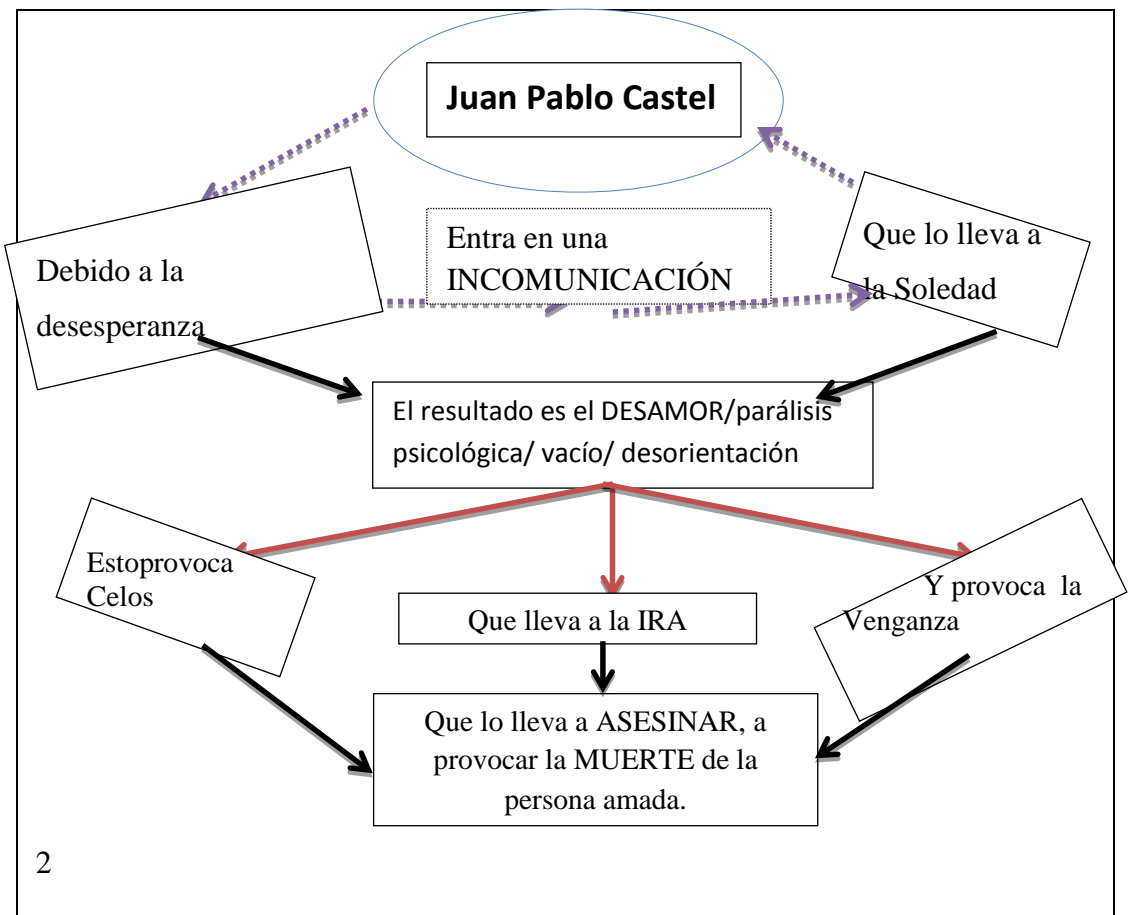 Juan Pablo Castel
Debido a la
desesperanza
Entra en una
INCOMUNICACIÓN
Que lo lleva a
la Soledad
El resultado es el DESAMOR/parálisis
psicológica/ vacío/ desorientación
Estoprovoca
Celos
Que lleva a la IRA
Y provoca la
Venganza
Que lo lleva a ASESINAR, a
provocar la MUERTE de la
persona amada.
2